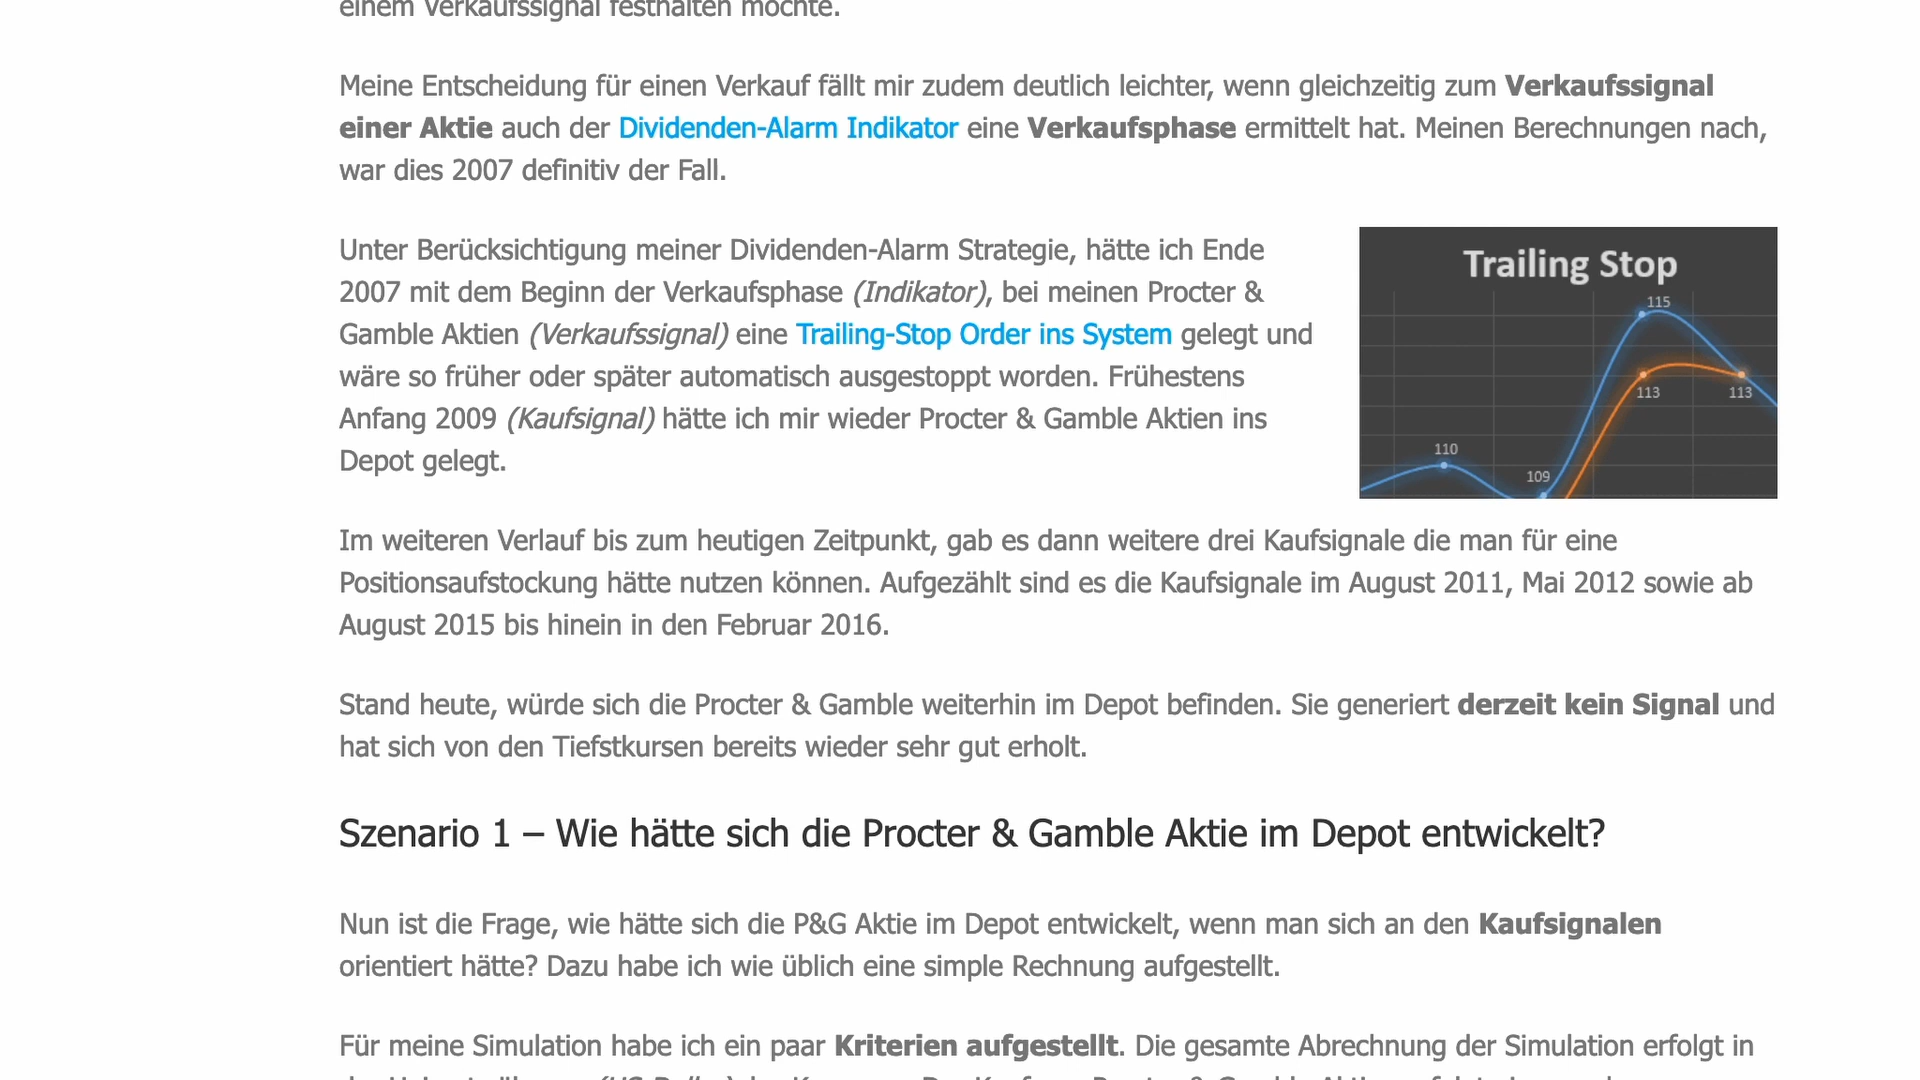 einem Verkaufssignal festhalten möchte.
Meine Entscheidung für einen Verkauf fällt mir zudem deutlich leichter, wenn gleichzeitig zum Verkaufssignal
einer Aktie auch der Dividenden-Alarm Indikator eine Verkaufsphase ermittelt hat. Meinen Berechnungen nach,
war dies 2007 definitiv der Fall.
Unter Berücksichtigung meiner Dividenden-Alarm Strategie, hätte ich Ende
2007 mit dem Beginn der Verkaufsphase (Indikator), bei meinen Procter &
Gamble Aktien (Verkaufssignal) eine Trailing-Stop Order ins System gelegt und
wäre so früher oder später automatisch ausgestoppt worden. Frühestens
Anfang 2009 (Kaufsignal) hätte ich mir wieder Procter & Gamble Aktien ins
Depot gelegt.
Trailing Stop
115
113
113
110
109
Im weiteren Verlauf bis zum heutigen Zeitpunkt, gab es dann weitere drei Kaufsignale die man für eine
Positionsaufstockung hätte nutzen können. Aufgezählt sind es die Kaufsignale im August 2011, Mai 2012 sowie ab
August 2015 bis hinein in den Februar 2016.
Stand heute, würde sich die Procter & Gamble weiterhin im Depot befinden. Sie generiert derzeit kein Signal und
hat sich von den Tiefstkursen bereits wieder sehr gut erholt.
Szenario 1 – Wie hätte sich die Procter & Gamble Aktie im Depot entwickelt?
Nun ist die Frage, wie hätte sich die P&G Aktie im Depot entwickelt, wenn man sich an den Kaufsignalen
orientiert hätte? Dazu habe ich wie üblich eine simple Rechnung aufgestellt.
Für meine Simulation habe ich ein paar Kriterien aufgestellt. Die gesamte Abrechnung der Simulation erfolgt in